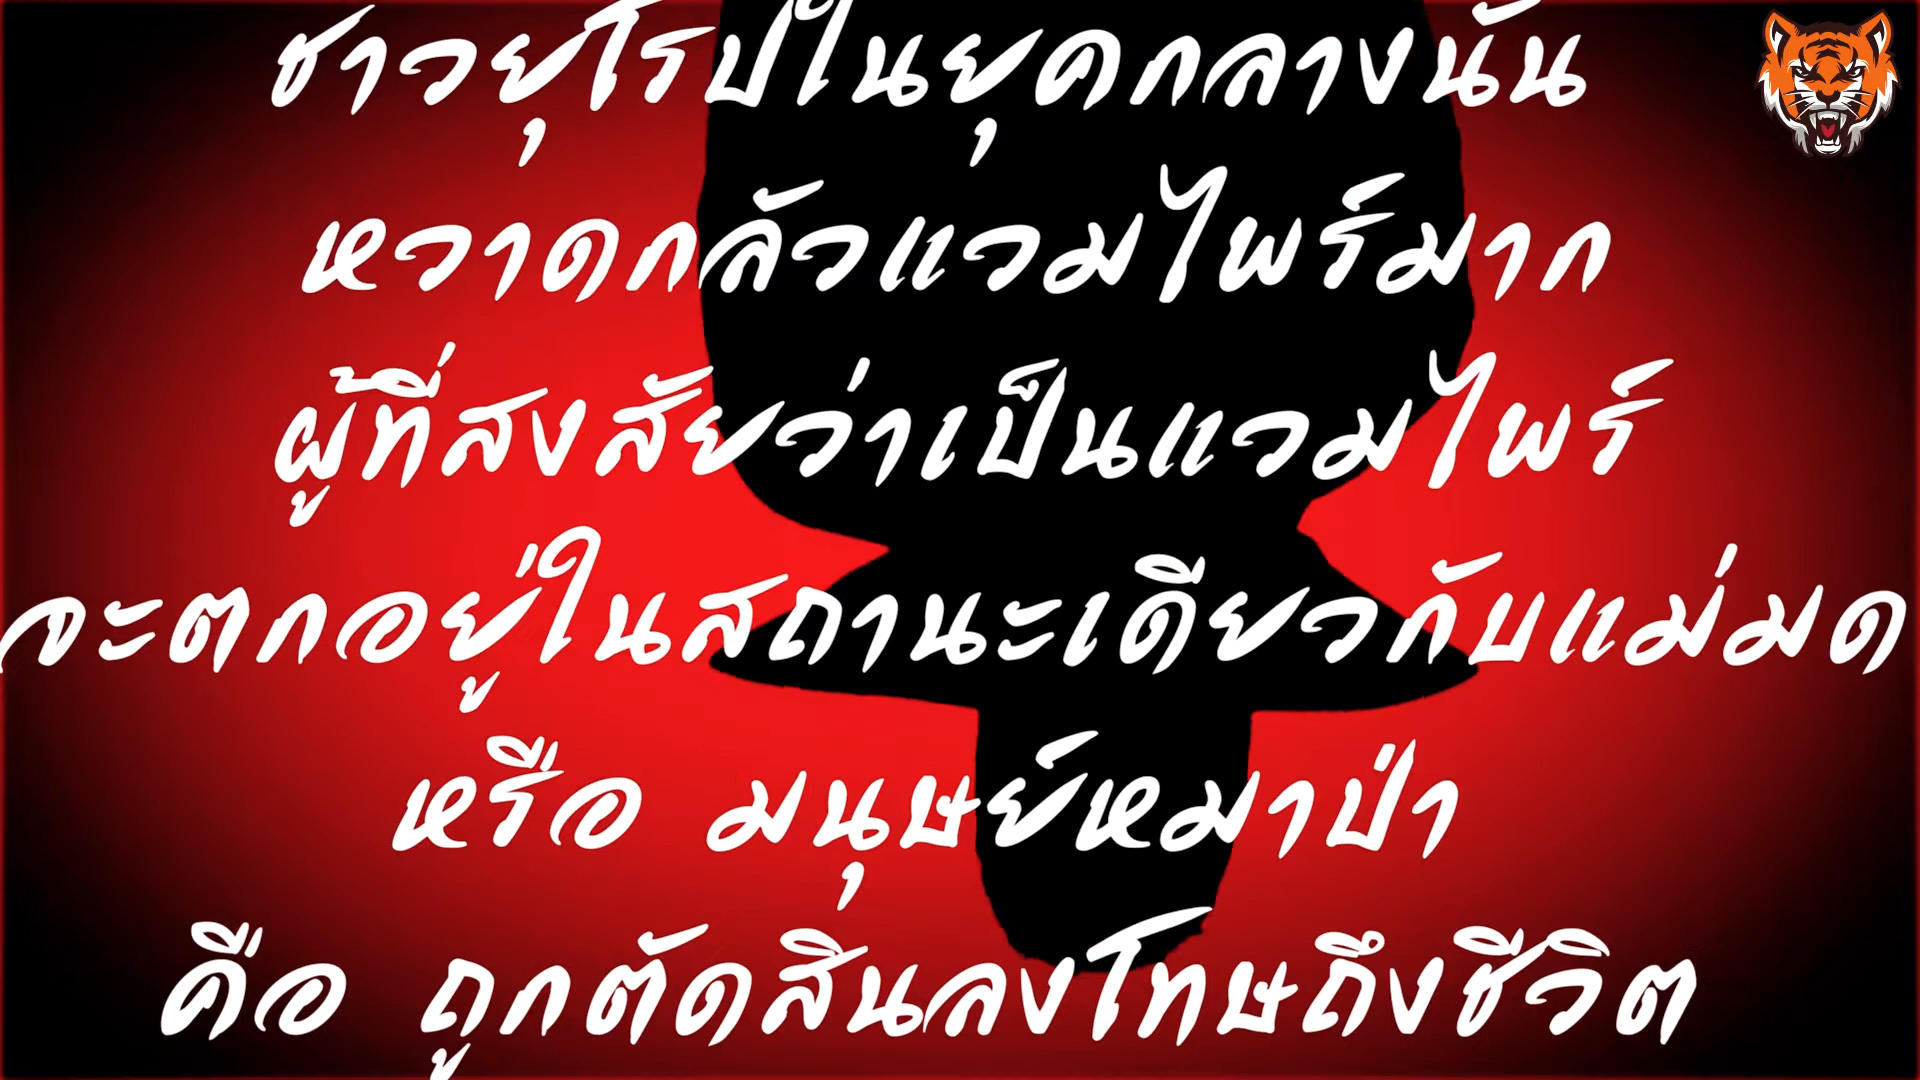 ชาวยุโรปในยุคกลางนั้น
หวาดกลัวแวมไพร์มาก
ผู้ที่สงสัยว่าเป็นแวมไพร์
จะตกอยู่ในสถานะเดียวกับแม่มด
หรือ มนุษย์หมาป่า
คือ ถูกตัดสินลงโทษถึงชีวิต